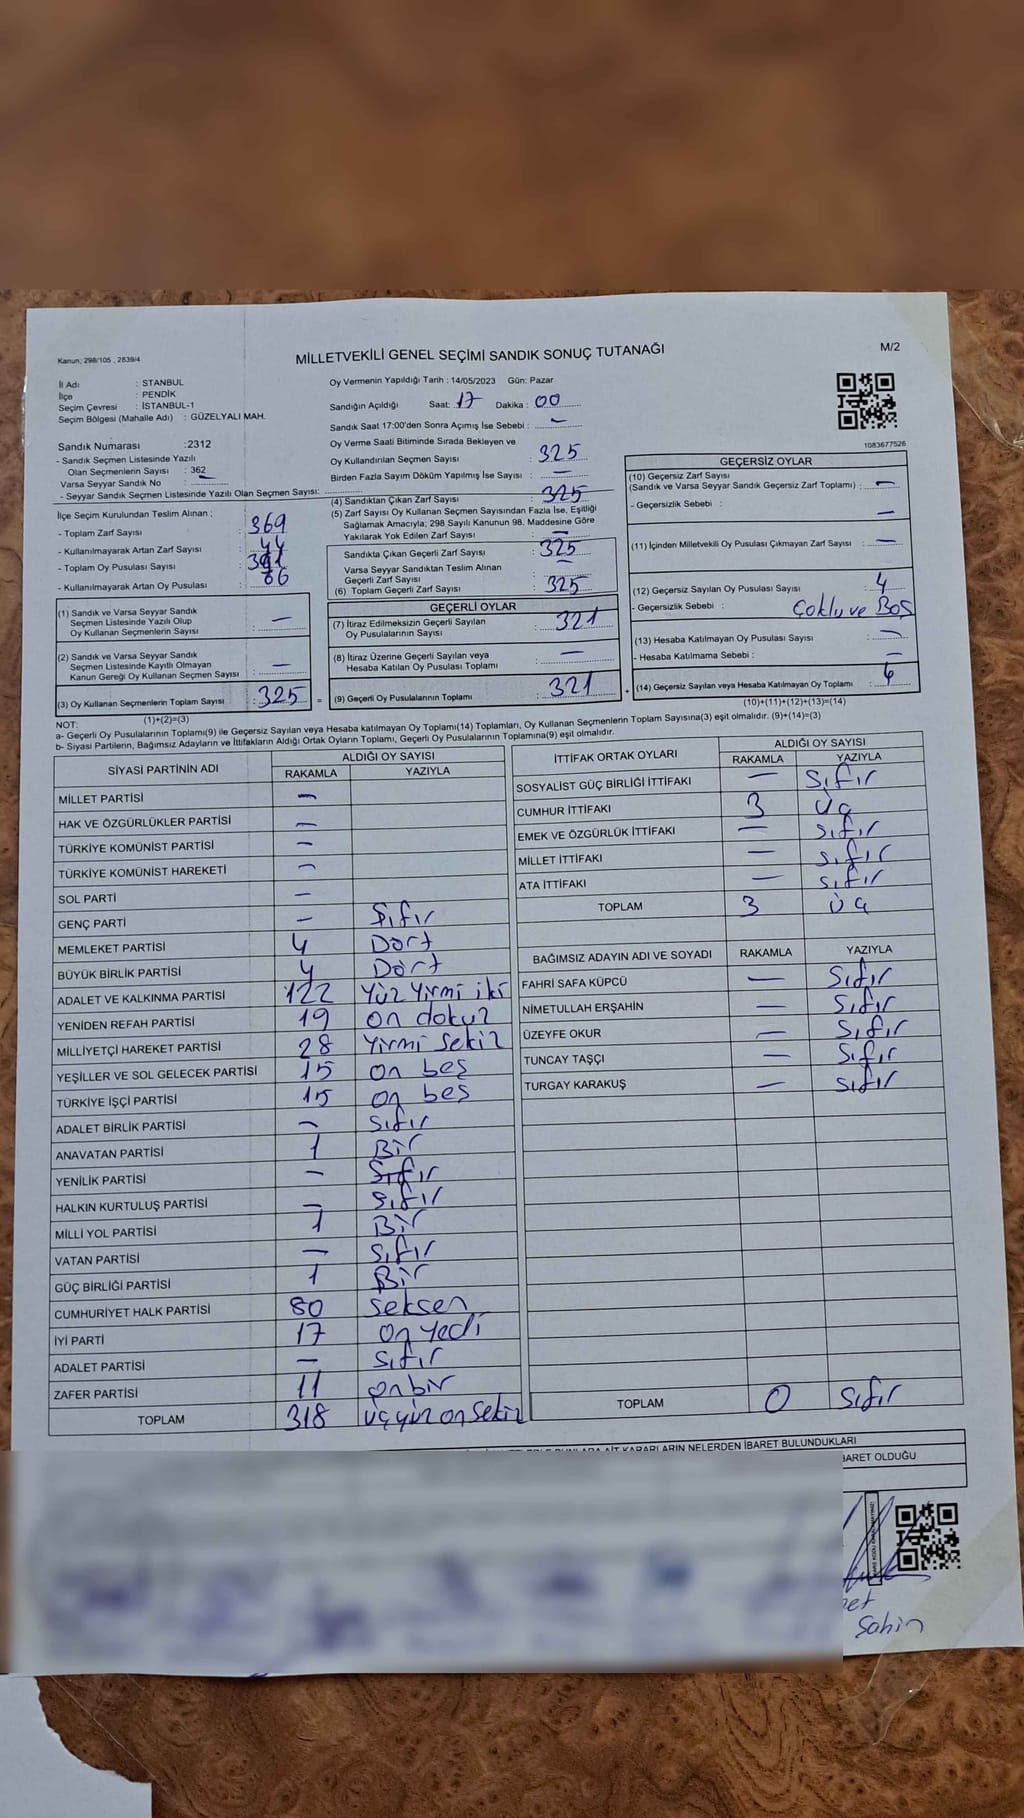 Kanun; 298/105 , 2839/4
MİLLETVEKİLİ GENEL SEÇİMİ SANDIK SONUÇ TUTANAĞI
M/2
İl Adı : STANBUL
İlçe : PENDİK
Seçim Çevresi : İSTANBUL-1
Seçim Bölgesi (Mahalle Adı) : GÜZELYALI MAH.
Sandık Numarası :2312
- Sandık Seçmen Listesinde Yazılı
Olan Seçmenlerin Sayısı : 362
Varsa Seyyar Sandık No : —
- Seyyar Sandık Seçmen Listesinde Yazılı Olan Seçmen Sayısı:
İlçe Seçim Kurulundan Teslim Alınan ;
- Toplam Zarf Sayısı : 369
- Kullanılmayarak Artan Zarf Sayısı : 44
- Toplam Oy Pusulası Sayısı :
- Kullanılmayarak Artan Oy Pusulası :
(1) Sandık ve Varsa Seyyar Sandık
Seçmen Listesinde Yazılı Olup
Oy Kullanan Seçmenlerin Sayısı : —
(2) Sandık ve Varsa Seyyar Sandık
Seçmen Listesinde Kayıtlı Olmayan
Kanun Gereği Oy Kullanan Seçmen Sayısı : —
(3) Oy Kullanan Seçmenlerin Toplam Sayısı : 325 =
(1)+(2)=(3)
Oy Vermenin Yapıldığı Tarih : 14/05/2023 Gün: Pazar
Sandığın Açıldığı Saat: 17 Dakika : 00
Sandık Saat 17:00'den Sonra Açımış İse Sebebi : —
Oy Verme Saati Bitiminde Sırada Bekleyen ve
Oy Kullandırılan Seçmen Sayısı : 325
Birden Fazla Sayım Döküm Yapılmış İse Sayısı : —
(4) Sandıktan Çıkan Zarf Sayısı : 325
(5) Zarf Sayısı Oy Kullanan Seçmen Sayısından Fazla İse, Eşitliği
Sağlamak Amacıyla; 298 Sayılı Kanunun 98. Maddesine Göre
Yakılarak Yok Edilen Zarf Sayısı : —
Sandıkta Çıkan Geçerli Zarf Sayısı : 325
Varsa Seyyar Sandıktan Teslim Alınan
Geçerli Zarf Sayısı : —
(6) Toplam Geçerli Zarf Sayısı : 325
GEÇERLİ OYLAR
(7) İtiraz Edilmeksizin Geçerli Sayılan
Oy Pusulalarının Sayısı : 321
(8) İtiraz Üzerine Geçerli Sayılan veya
Hesaba Katılan Oy Pusulası Toplamı : —
(9) Geçerli Oy Pusulalarının Toplamı : 321 +
1083677526
GEÇERSİZ OYLAR
(10) Geçersiz Zarf Sayısı
(Sandık ve Varsa Seyyar Sandık Geçersiz Zarf Toplamı) : —
- Geçersizlik Sebebi : —
(11) İçinden Milletvekili Oy Pusulası Çıkmayan Zarf Sayısı : —
(12) Geçersiz Sayılan Oy Pusulası Sayısı : 4
- Geçersizlik Sebebi : Çoklu ve Boş
(13) Hesaba Katılmayan Oy Pusulası Sayısı : —
- Hesaba Katılmama Sebebi : —
(14) Geçersiz Sayılan veya Hesaba Katılmayan Oy Toplamı : 4
(10)+(11)+(12)+(13)=(14)
NOT:
a- Geçerli Oy Pusulalarının Toplamı(9) ile Geçersiz Sayılan veya Hesaba katılmayan Oy Toplamı(14) Toplamları, Oy Kullanan Seçmenlerin Toplam Sayısına(3) eşit olmalıdır. (9)+(14)=(3)
b- Siyasi Partilerin, Bağımsız Adayların ve İttifakların Aldığı Ortak Oyların Toplamı, Geçerli Oy Pusulalarının Toplamına(9) eşit olmalıdır.
SİYASİ PARTİNİN ADI ALDIĞI OY SAYISI
RAKAMLA YAZIYLA
MİLLET PARTİSİ —
HAK VE ÖZGÜRLÜKLER PARTİSİ —
TÜRKİYE KOMÜNİST PARTİSİ —
TÜRKİYE KOMÜNİST HAREKETİ —
SOL PARTİ —
GENÇ PARTİ — Sıfır
MEMLEKET PARTİSİ 4 Dört
BÜYÜK BİRLİK PARTİSİ 4 Dört
ADALET VE KALKINMA PARTİSİ 122 Yüz Yirmi iki
YENİDEN REFAH PARTİSİ 19 on dokuz
MİLLİYETÇİ HAREKET PARTİSİ 28 Yirmi Sekiz
YEŞİLLER VE SOL GELECEK PARTİSİ 15 on beş
TÜRKİYE İŞÇİ PARTİSİ 15 on beş
ADALET BİRLİK PARTİSİ — Sıfır
ANAVATAN PARTİSİ 1 Bir
YENİLİK PARTİSİ — Sıfır
HALKIN KURTULUŞ PARTİSİ — Sıfır
MİLLİ YOL PARTİSİ 1 Bir
VATAN PARTİSİ — Sıfır
GÜÇ BİRLİĞİ PARTİSİ 1 Bir
CUMHURİYET HALK PARTİSİ 80 seksen
İYİ PARTİ 17 on yedi
ADALET PARTİSİ — Sıfır
ZAFER PARTİSİ 11 on bir
TOPLAM 318 üç yüz on sekiz
İTTİFAK ORTAK OYLARI ALDIĞI OY SAYISI
RAKAMLA YAZIYLA
SOSYALİST GÜÇ BİRLİĞİ İTTİFAKI — Sıfır
CUMHUR İTTİFAKI 3 üç
EMEK VE ÖZGÜRLÜK İTTİFAKI — Sıfır
MİLLET İTTİFAKI — Sıfır
ATA İTTİFAKI — Sıfır
TOPLAM 3 üç
BAĞIMSIZ ADAYIN ADI VE SOYADI RAKAMLA YAZIYLA
FAHRİ SAFA KÜPCÜ — Sıfır
NİMETULLAH ERŞAHİN — Sıfır
ÜZEYFE OKUR — Sıfır
TUNCAY TAŞÇI — Sıfır
TURGAY KARAKUŞ — Sıfır
TOPLAM 0 Sıfır
KARARLARIN NELERDEN İBARET BULUNDUKLARI
BARET OLDUĞU
Sahin